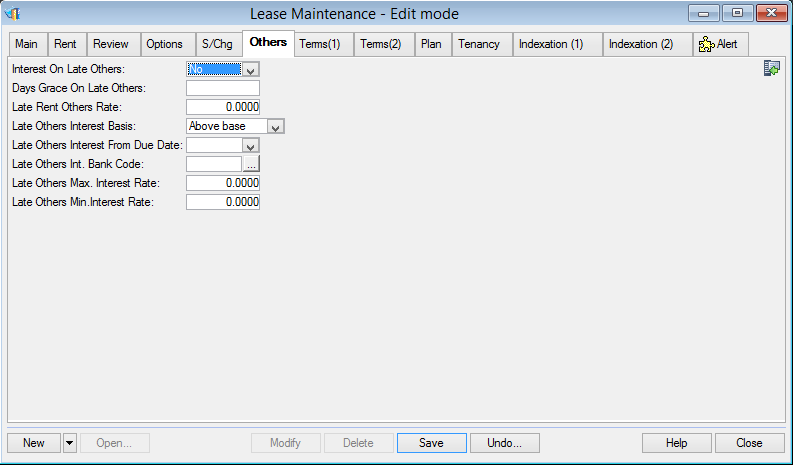 Lease Maintenance - Edit mode
Main Rent Review Options S/Chg Others Terms(1) Terms(2) Plan Tenancy Indexation (1) Indexation (2) Alert
Interest On Late Others: No
Days Grace On Late Others:
Late Rent Others Rate: 0.0000
Late Others Interest Basis: Above base
Late Others Interest From Due Date:
Late Others Int. Bank Code: ...
Late Others Max. Interest Rate: 0.0000
Late Others Min.Interest Rate: 0.0000
New Open... Modify Delete Save Undo... Help Close